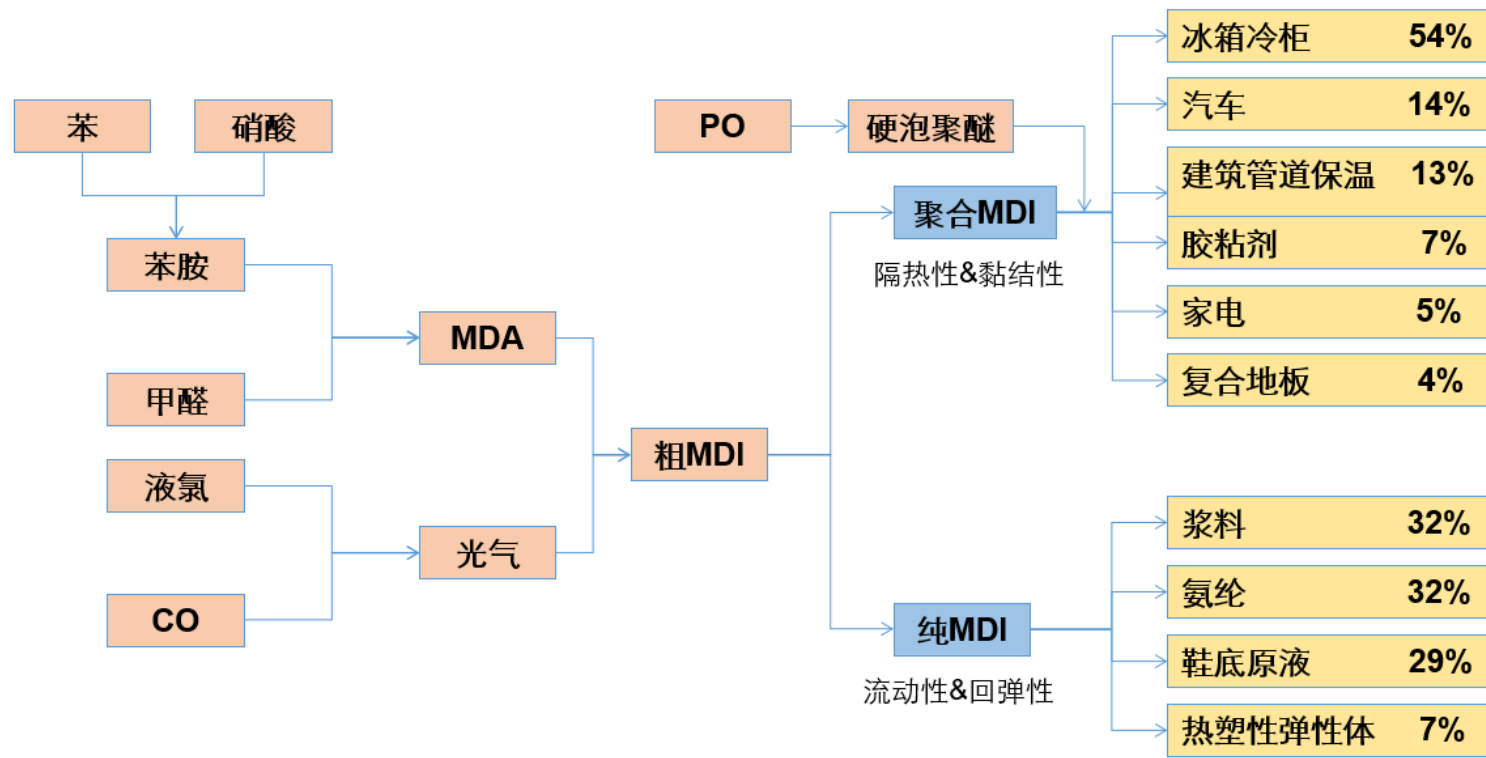 苯
硝酸
苯胺
甲醛
液氯
CO
MDA
光气
粗MDI
PO
硬泡聚醚
聚合MDI
隔热性&黏结性
纯MDI
流动性&回弹性
冰箱冷柜 54%
汽车 14%
建筑管道保温 13%
胶粘剂 7%
家电 5%
复合地板 4%
浆料 32%
氨纶 32%
鞋底原液 29%
热塑性弹性体 7%